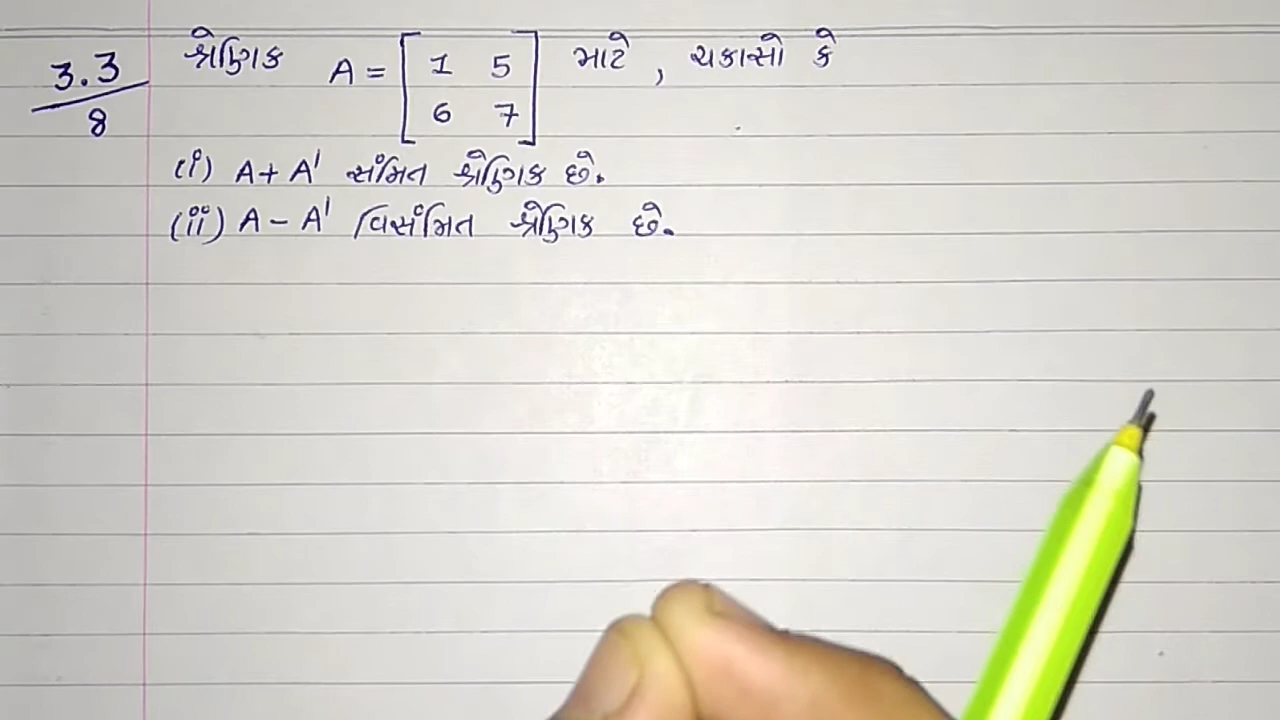 3.3/8 શ્રેણિક A = [1 5
6 7] માટે, ચકાસો કે
(i) A + A' સંમિત શ્રેણિક છે.
(ii) A - A' વિસંમિત શ્રેણિક છે.